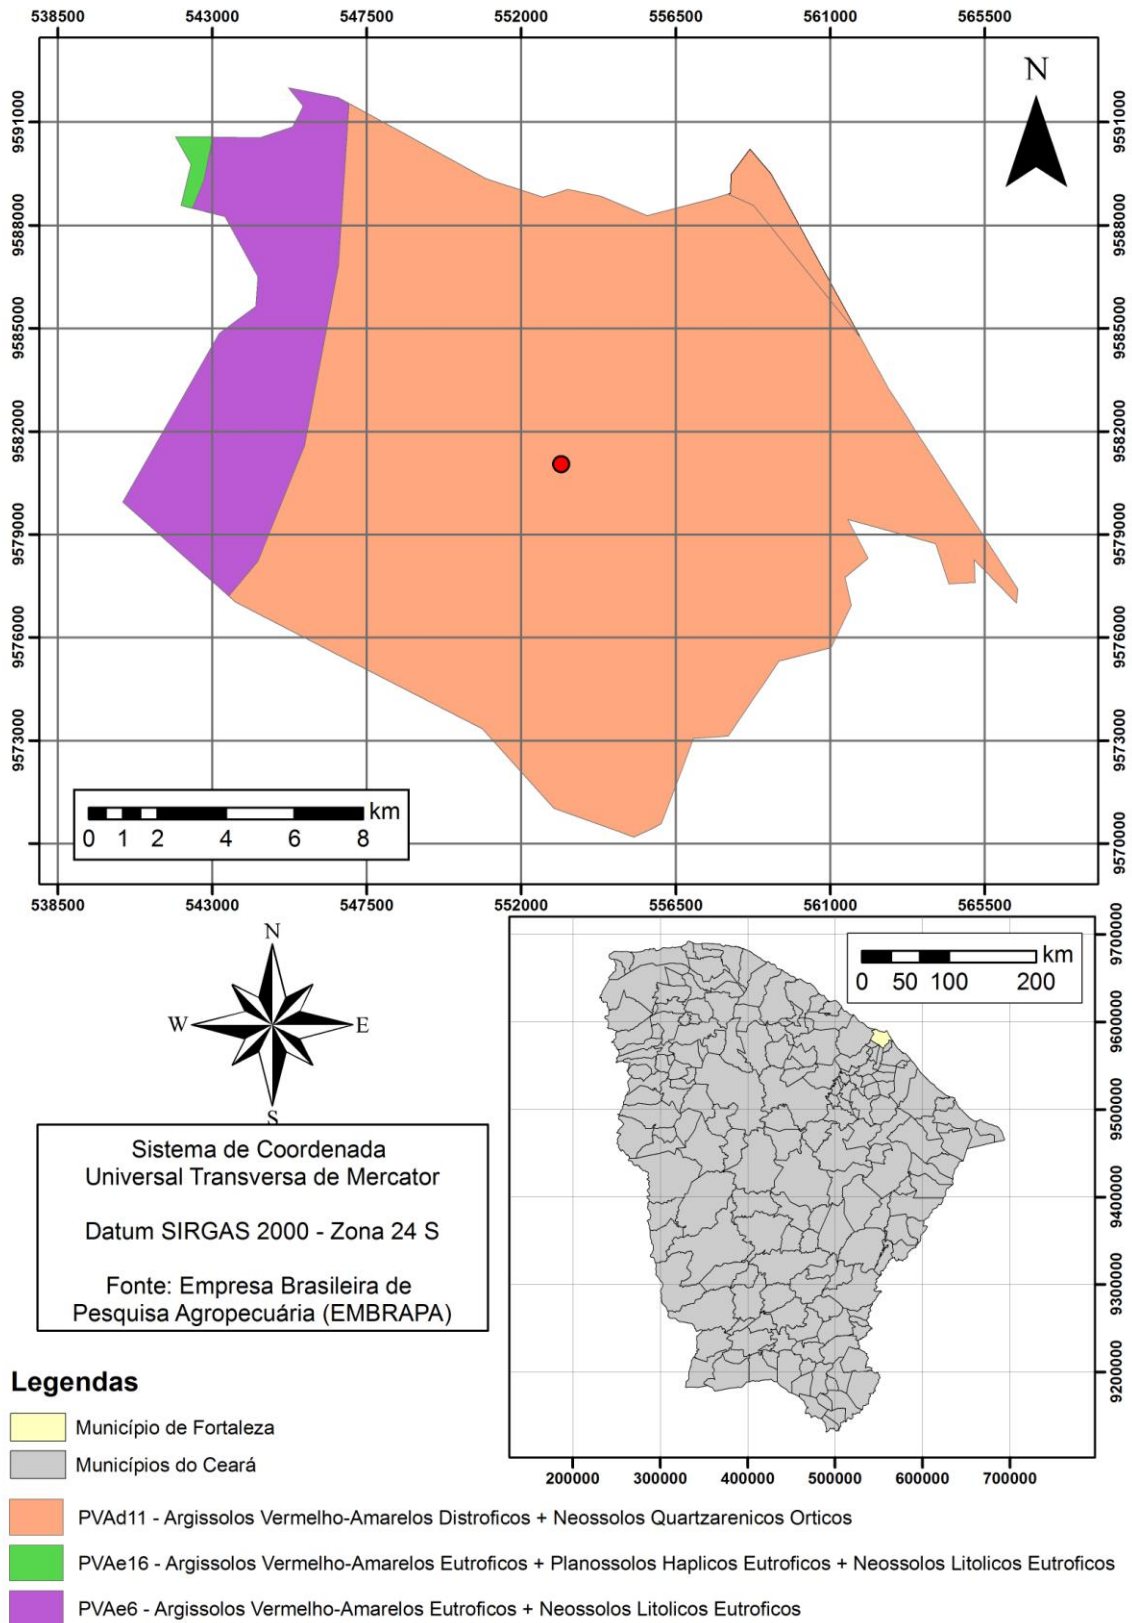 538500 543000 547500 552000 556500 561000 565500
N
9591000 9591000
9588000 9588000
9585000 9585000
9582000 9582000
9579000 9579000
9576000 9576000
9573000 9573000
9570000 9570000
km
0 1 2 4 6 8
538500 543000 547500 552000 556500 561000 565500
N
W E
S
Sistema de Coordenada
Universal Transversa de Mercator
Datum SIRGAS 2000 - Zona 24 S
Fonte: Empresa Brasileira de
Pesquisa Agropecuária (EMBRAPA)
km
0 50 100 200
9700000
9600000
9500000
9400000
9300000
9200000
200000 300000 400000 500000 600000 700000
Legendas
Município de Fortaleza
Municípios do Ceará
PVAd11 - Argissolos Vermelho-Amarelos Distroficos + Neossolos Quartzarenicos Orticos
PVAe16 - Argissolos Vermelho-Amarelos Eutroficos + Planossolos Haplicos Eutroficos + Neossolos Litolicos Eutroficos
PVAe6 - Argissolos Vermelho-Amarelos Eutroficos + Neossolos Litolicos Eutroficos